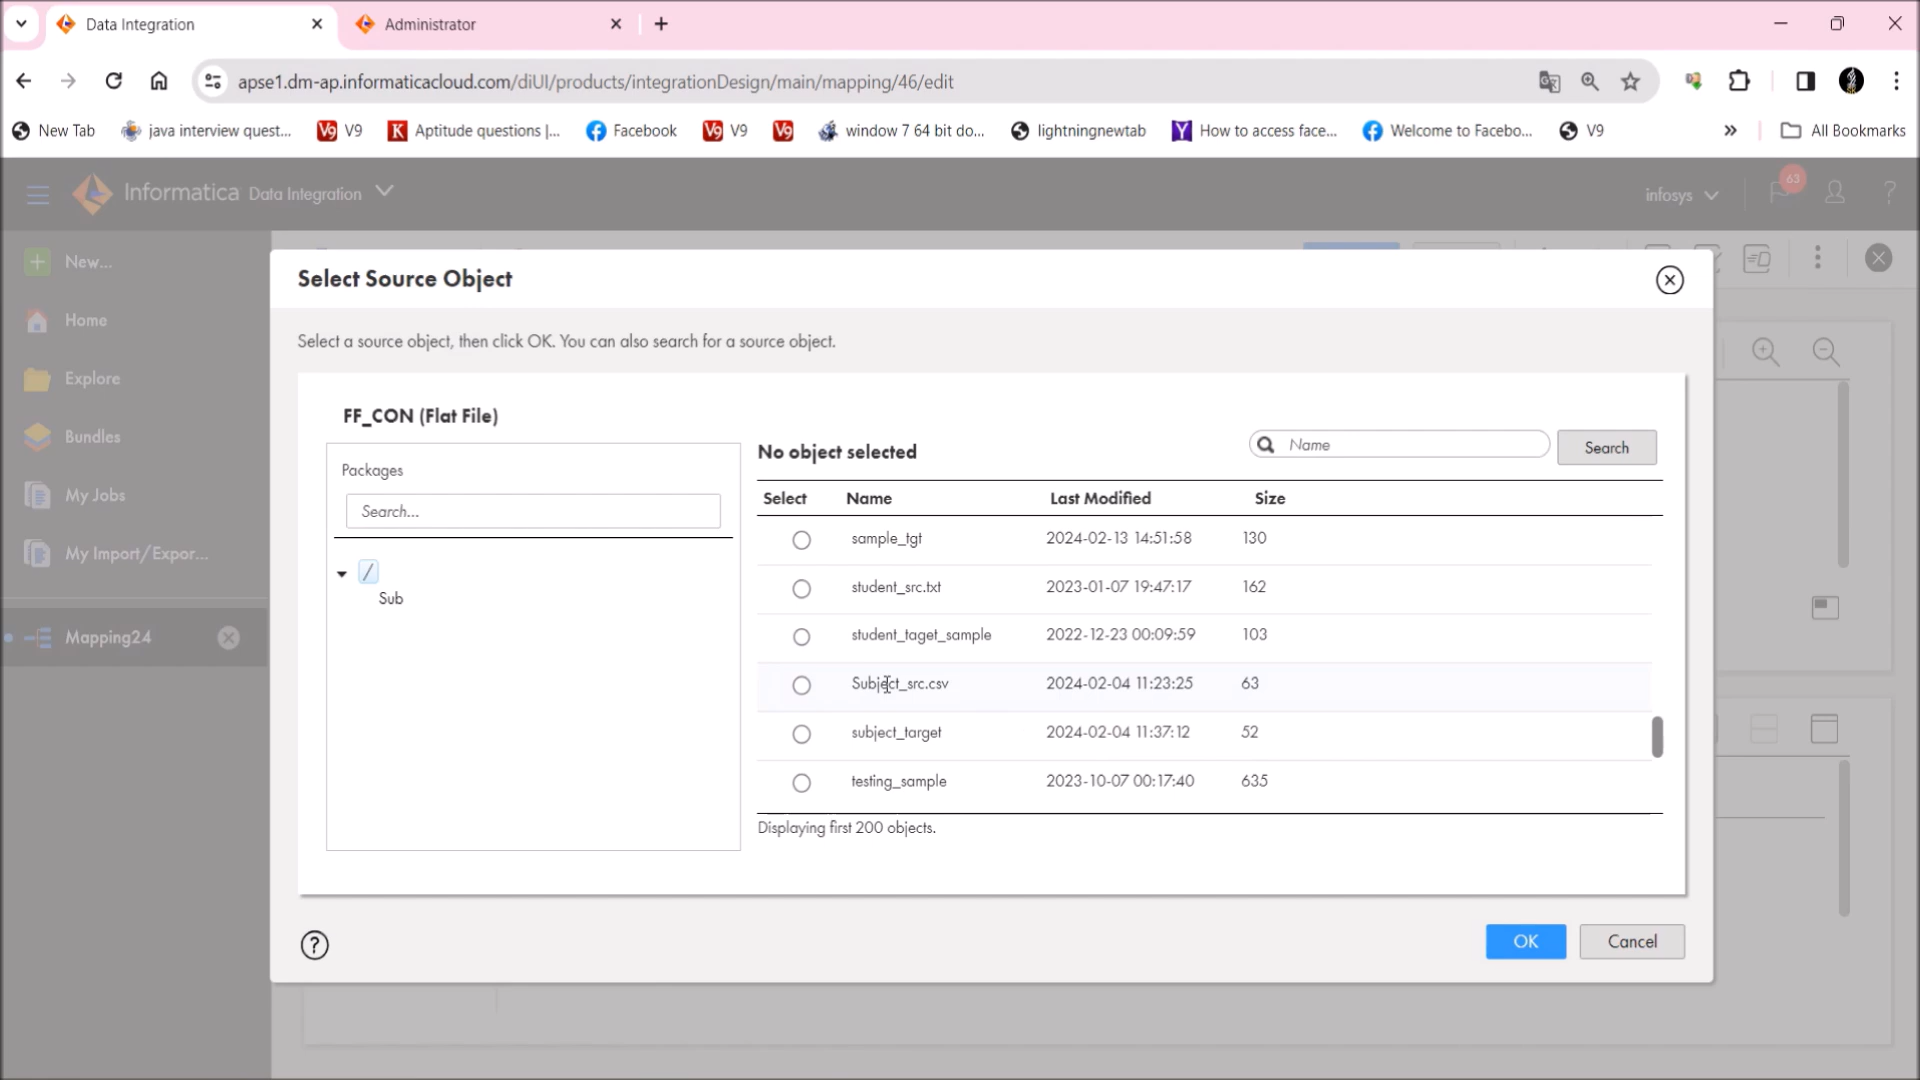 Data Integration
Administrator
apse1.dm-ap.informaticacloud.com/diUI/products/integrationDesign/main/mapping/46/edit
New Tab
java interview quest...
V9
Aptitude questions |...
Facebook
V9
window 7 64 bit do...
lightningnewtab
How to access face...
Welcome to Facebo...
V9
All Bookmarks
Informatica Data Integration
infosys
63
New...
Home
Explore
Bundles
My Jobs
My Import/Expor...
Mapping24
Select Source Object
Select a source object, then click OK. You can also search for a source object.
FF_CON (Flat File)
Packages
Search...
/
Sub
No object selected
Name
Search
Select Name Last Modified Size
sample_tgt 2024-02-13 14:51:58 130
student_src.txt 2023-01-07 19:47:17 162
student_taget_sample 2022-12-23 00:09:59 103
Subject_src.csv 2024-02-04 11:23:25 63
subject_target 2024-02-04 11:37:12 52
testing_sample 2023-10-07 00:17:40 635
Displaying first 200 objects.
?
OK
Cancel